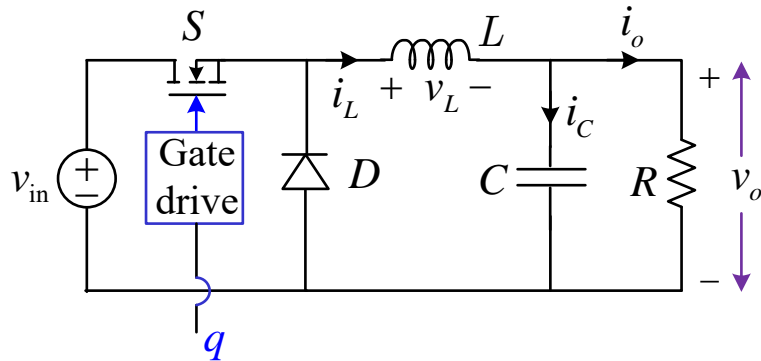 S
L
i_o
+
i_L
+ v_L −
i_C
Gate
drive
+
−
v_in
D
C
R
v_o
−
q